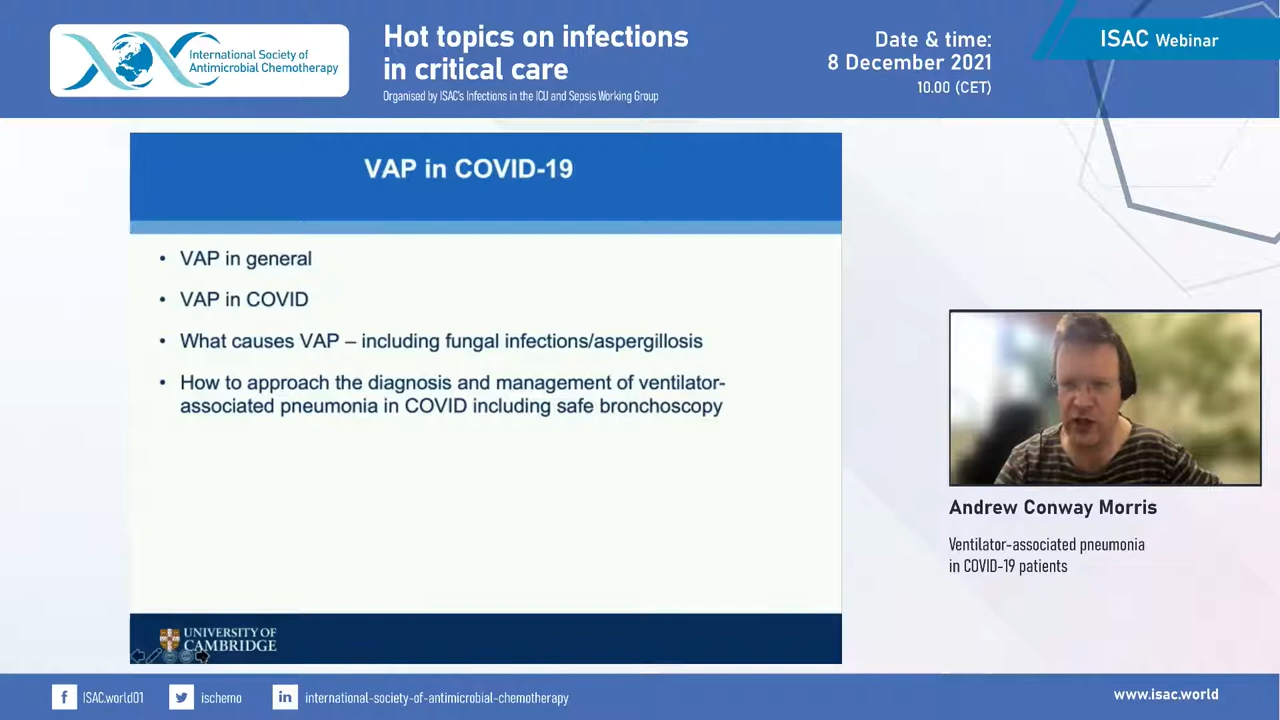 International Society of
Antimicrobial Chemotherapy
Hot topics on infections
in critical care
Organised by ISAC's Infections in the ICU and Sepsis Working Group
Date & time:
8 December 2021
10.00 (CET)
ISAC Webinar
VAP in COVID-19
• VAP in general
• VAP in COVID
• What causes VAP – including fungal infections/aspergillosis
• How to approach the diagnosis and management of ventilator-
associated pneumonia in COVID including safe bronchoscopy
UNIVERSITY OF
CAMBRIDGE
Andrew Conway Morris
Ventilator-associated pneumonia
in COVID-19 patients
f ISAC.world01
ischemo
in international-society-of-antimicrobial-chemotherapy
www.isac.world